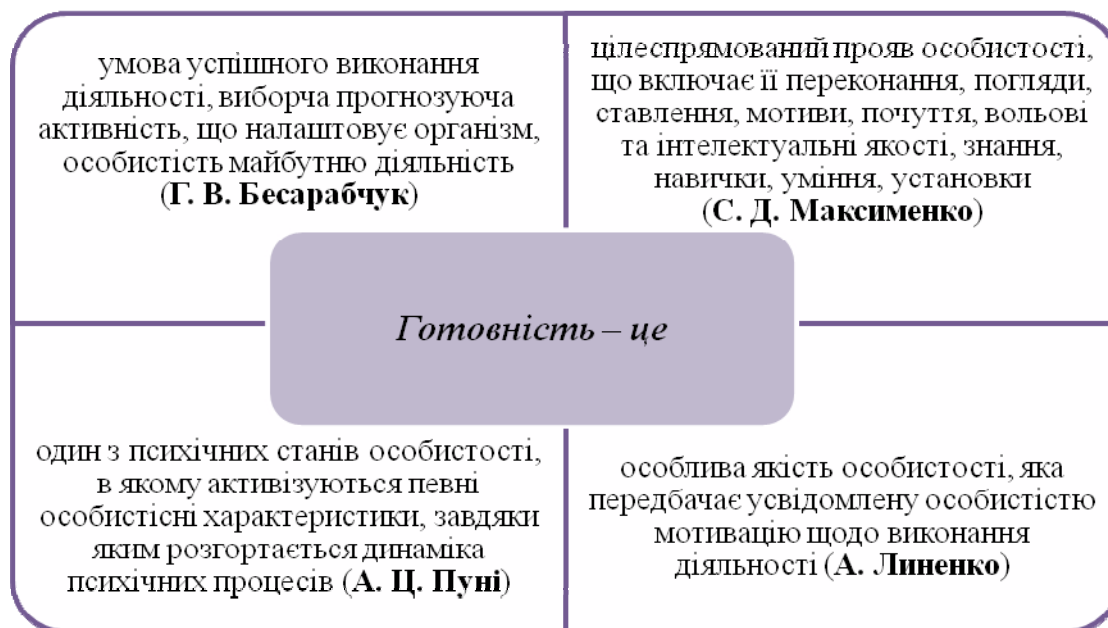 умова успішного виконання
діяльності, виборча прогнозуюча
активність, що налаштовує організм,
особистість майбутню діяльність
(Г. В. Бесарабчук)
цілеспрямований прояв особистості,
що включає її переконання, погляди,
ставлення, мотиви, почуття, вольові
та інтелектуальні якості, знання,
навички, уміння, установки
(С. Д. Максименко)
Готовність – це
один з психічних станів особистості,
в якому активізуються певні
особистісні характеристики, завдяки
яким розгортається динаміка
психічних процесів (А. Ц. Пуні)
особлива якість особистості, яка
передбачає усвідомлену особистістю
мотивацію щодо виконання
діяльності (А. Линенко)